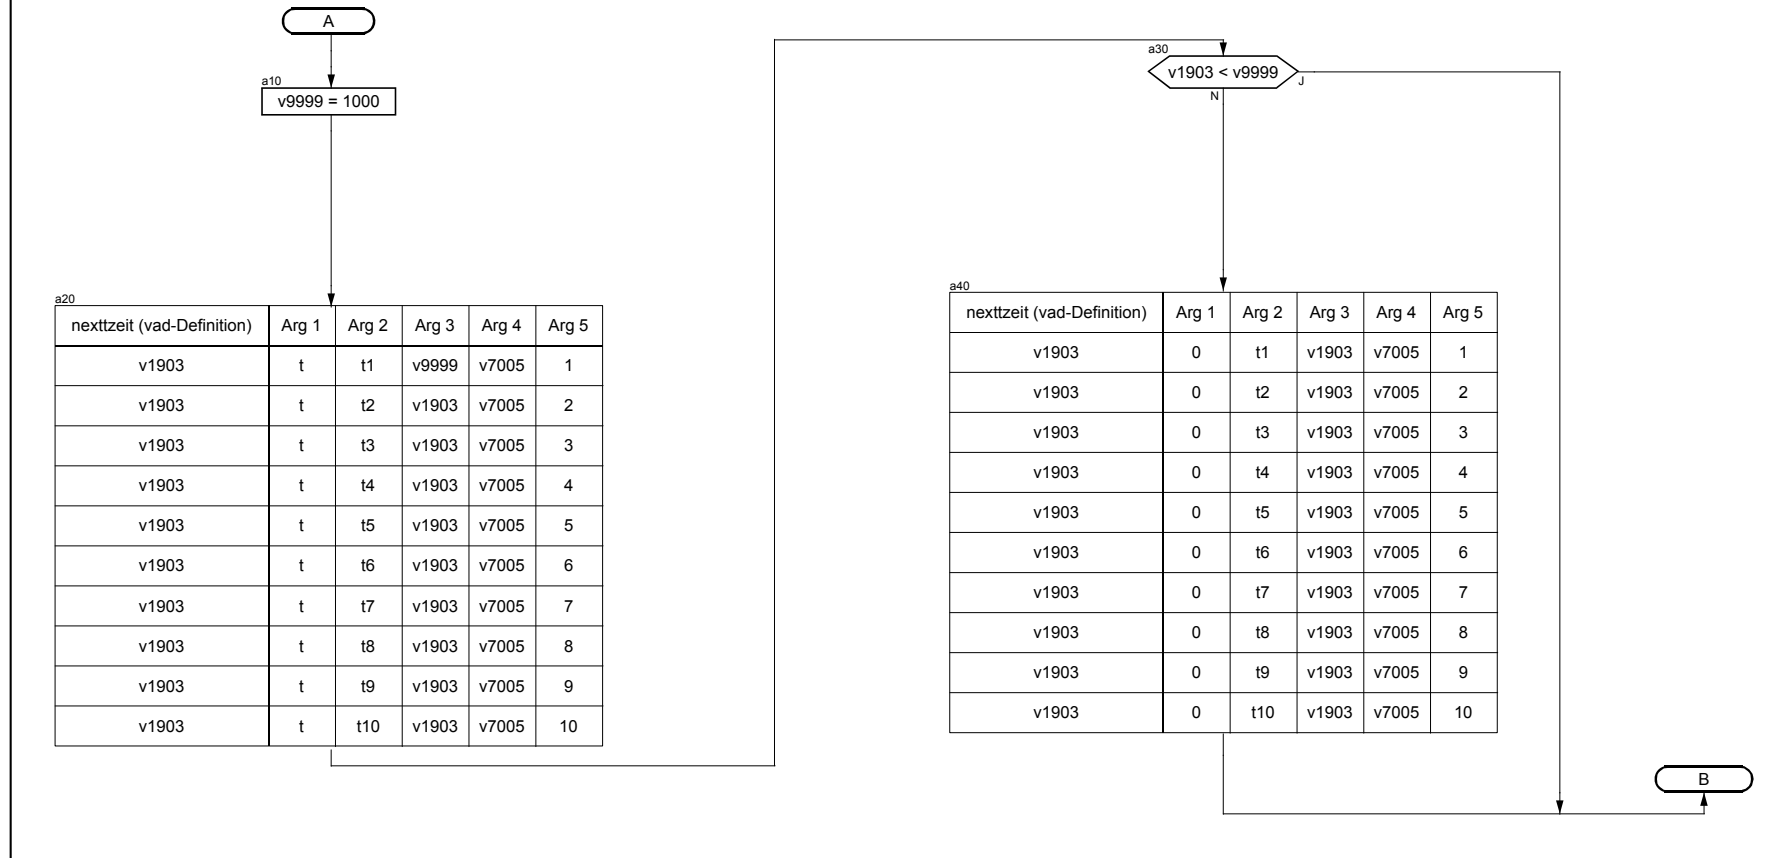 A
a10
v9999 = 1000
a20
nexttzeit (vad-Definition) Arg 1 Arg 2 Arg 3 Arg 4 Arg 5
v1903 t t1 v9999 v7005 1
v1903 t t2 v1903 v7005 2
v1903 t t3 v1903 v7005 3
v1903 t t4 v1903 v7005 4
v1903 t t5 v1903 v7005 5
v1903 t t6 v1903 v7005 6
v1903 t t7 v1903 v7005 7
v1903 t t8 v1903 v7005 8
v1903 t t9 v1903 v7005 9
v1903 t t10 v1903 v7005 10
a30
v1903 < v9999
J
N
a40
nexttzeit (vad-Definition) Arg 1 Arg 2 Arg 3 Arg 4 Arg 5
v1903 0 t1 v1903 v7005 1
v1903 0 t2 v1903 v7005 2
v1903 0 t3 v1903 v7005 3
v1903 0 t4 v1903 v7005 4
v1903 0 t5 v1903 v7005 5
v1903 0 t6 v1903 v7005 6
v1903 0 t7 v1903 v7005 7
v1903 0 t8 v1903 v7005 8
v1903 0 t9 v1903 v7005 9
v1903 0 t10 v1903 v7005 10
B